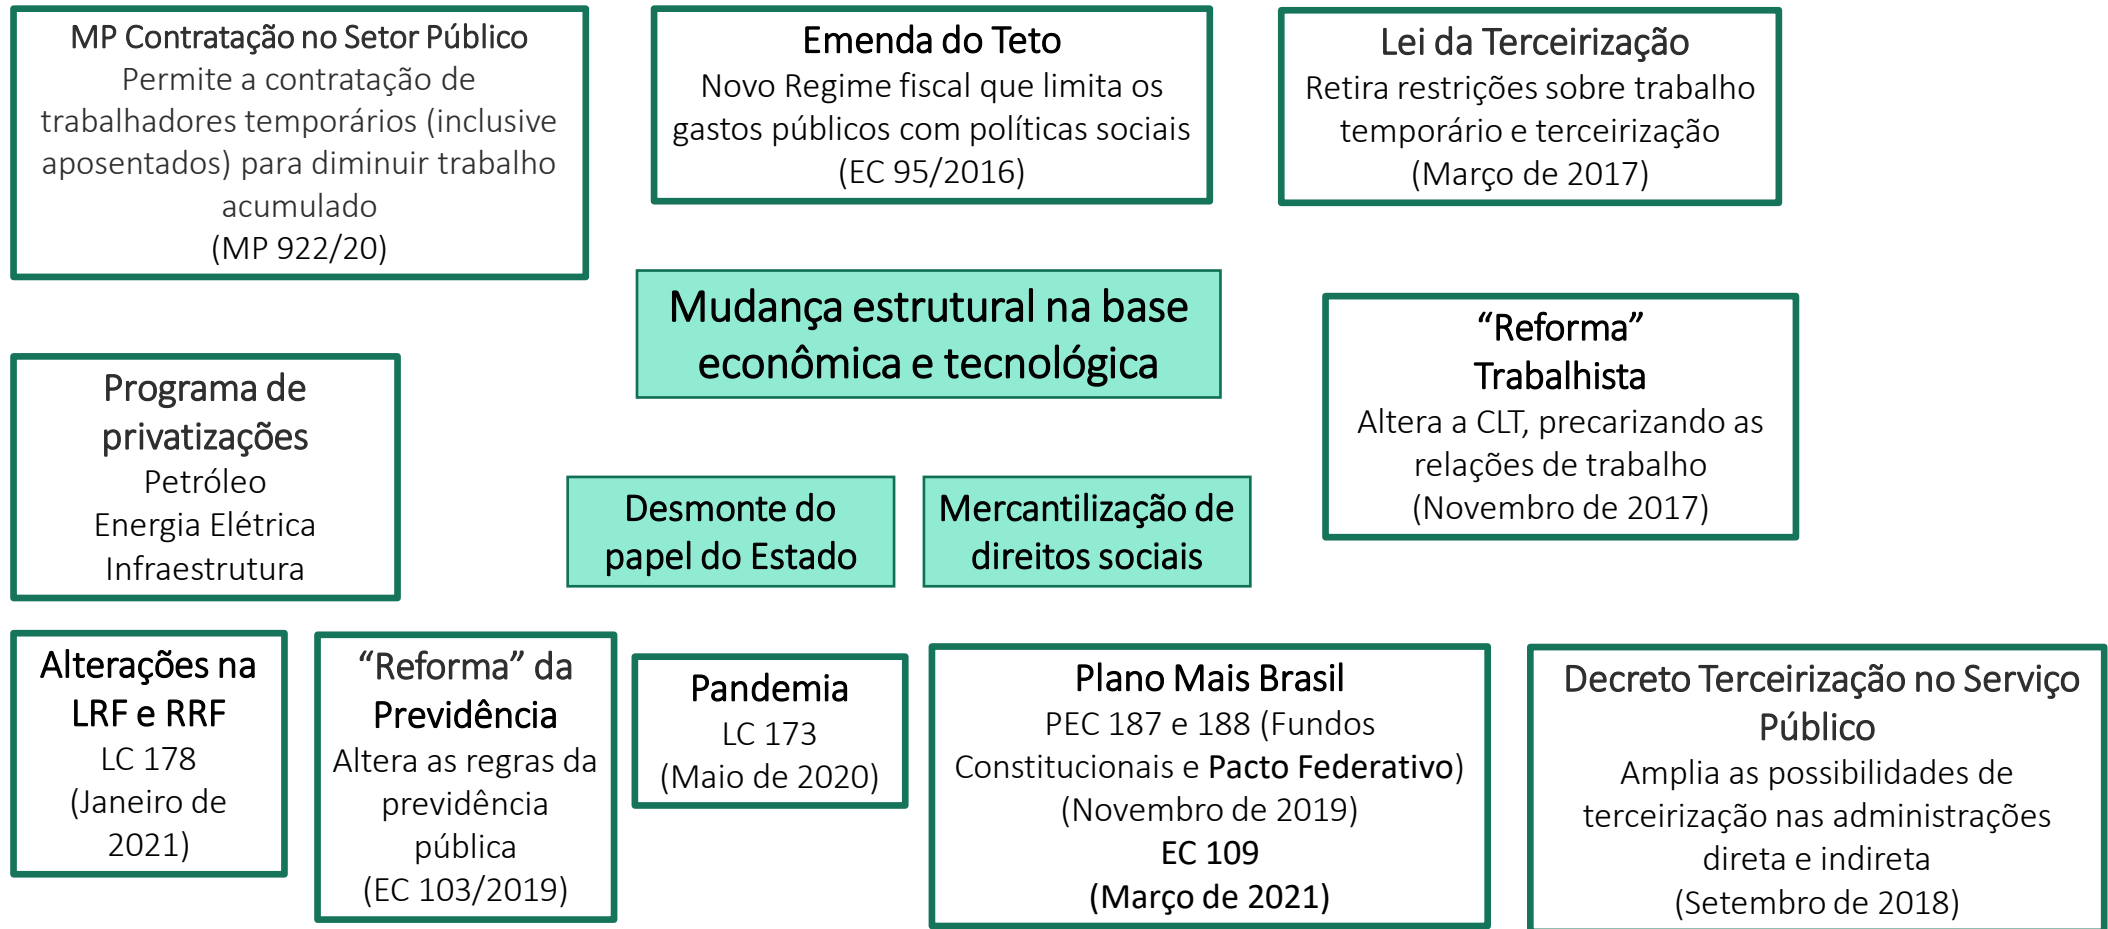 MP Contratação no Setor Público
Permite a contratação de
trabalhadores temporários (inclusive
aposentados) para diminuir trabalho
acumulado
(MP 922/20)
Emenda do Teto
Novo Regime fiscal que limita os
gastos públicos com políticas sociais
(EC 95/2016)
Lei da Terceirização
Retira restrições sobre trabalho
temporário e terceirização
(Março de 2017)
Mudança estrutural na base
econômica e tecnológica
“Reforma”
Trabalhista
Altera a CLT, precarizando as
relações de trabalho
(Novembro de 2017)
Programa de
privatizações
Petróleo
Energia Elétrica
Infraestrutura
Desmonte do
papel do Estado
Mercantilização de
direitos sociais
Alterações na
LRF e RRF
LC 178
(Janeiro de
2021)
“Reforma” da
Previdência
Altera as regras da
previdência
pública
(EC 103/2019)
Pandemia
LC 173
(Maio de 2020)
Plano Mais Brasil
PEC 187 e 188 (Fundos
Constitucionais e Pacto Federativo)
(Novembro de 2019)
EC 109
(Março de 2021)
Decreto Terceirização no Serviço
Público
Amplia as possibilidades de
terceirização nas administrações
direta e indireta
(Setembro de 2018)